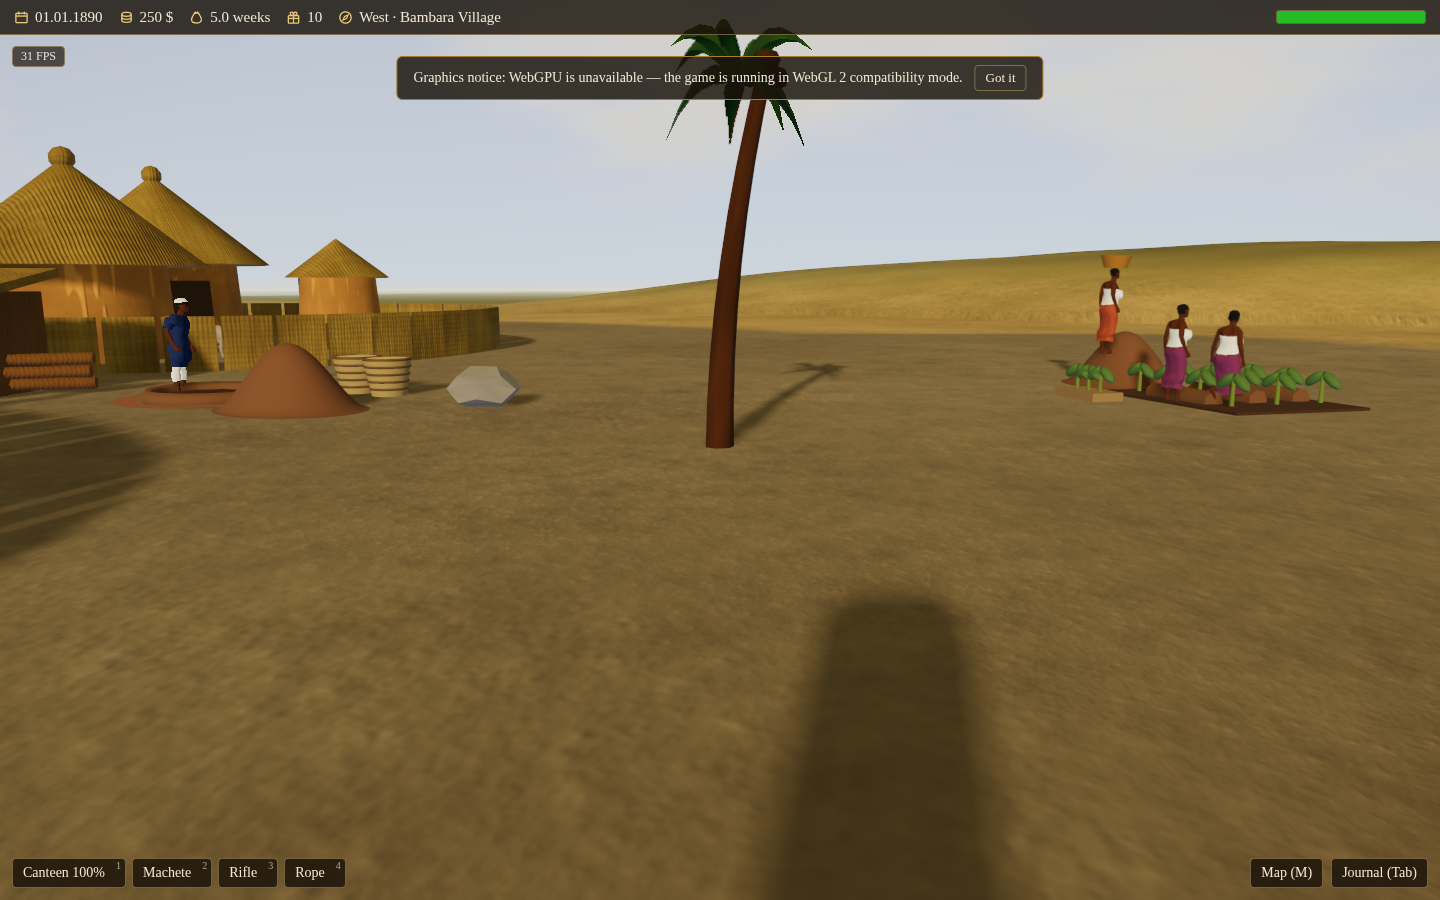 01.01.1890 250 $ 5.0 weeks 10 West · Bambara Village
31 FPS
Graphics notice: WebGPU is unavailable — the game is running in WebGL 2 compatibility mode. Got it
Canteen 100% 1 Machete 2 Rifle 3 Rope 4 Map (M) Journal (Tab)